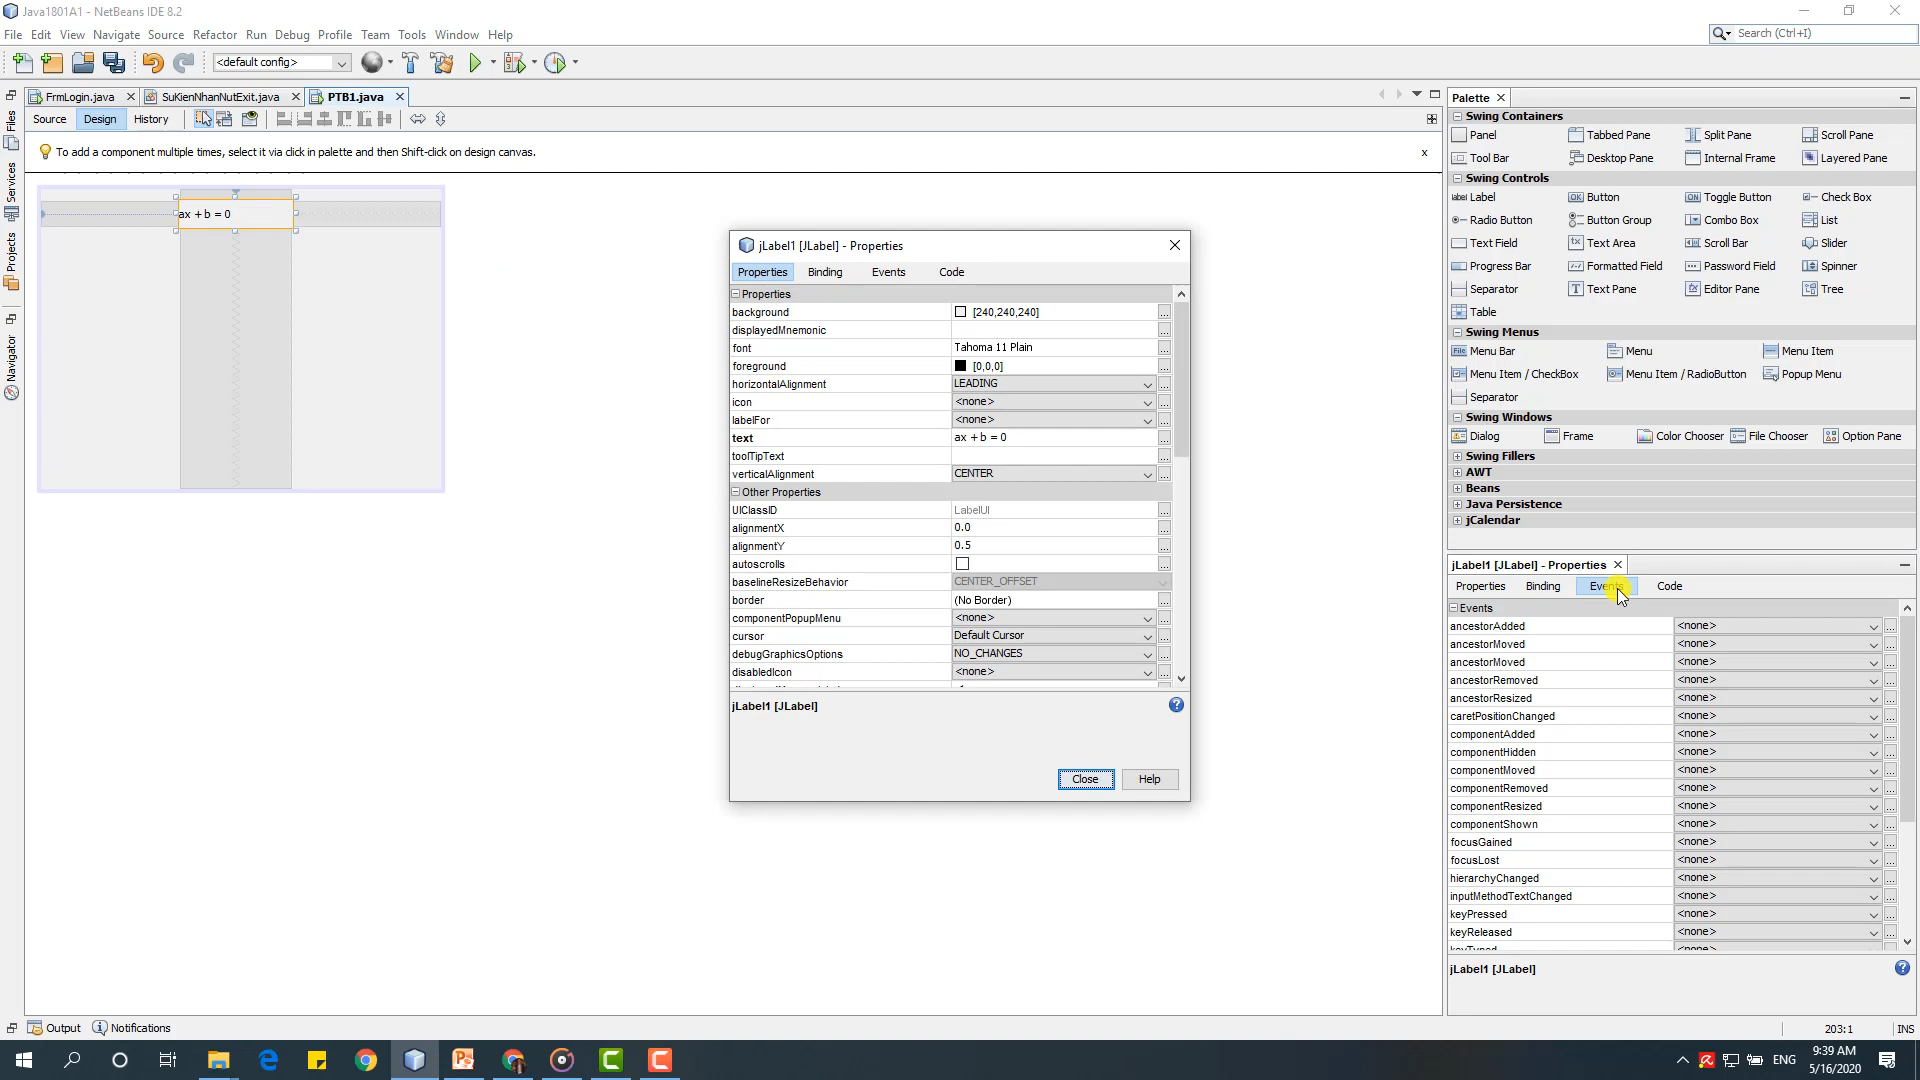 Java1801A1 - NetBeans IDE 8.2
File Edit View Navigate Source Refactor Run Debug Profile Team Tools Window Help
Search (Ctrl+I)
<default config>
FrmLogin.java
SuKienNhanNutExit.java
PTB1.java
Source Design History
To add a component multiple times, select it via click in palette and then Shift-click on design canvas.
x
Files
Services
Projects
Navigator
ax + b = 0
jLabel1 [JLabel] - Properties
Properties Binding Events Code
Properties
background [240,240,240]
displayedMnemonic
font Tahoma 11 Plain
foreground [0,0,0]
horizontalAlignment LEADING
icon <none>
labelFor <none>
text ax + b = 0
toolTipText
verticalAlignment CENTER
Other Properties
UIClassID LabelUI
alignmentX 0.0
alignmentY 0.5
autoscrolls
baselineResizeBehavior CENTER_OFFSET
border (No Border)
componentPopupMenu <none>
cursor Default Cursor
debugGraphicsOptions NO_CHANGES
disabledIcon <none>
jLabel1 [JLabel]
Close Help
Palette
Swing Containers
Panel Tabbed Pane Split Pane Scroll Pane
Tool Bar Desktop Pane Internal Frame Layered Pane
Swing Controls
Label Button Toggle Button Check Box
Radio Button Button Group Combo Box List
Text Field Text Area Scroll Bar Slider
Progress Bar Formatted Field Password Field Spinner
Separator Text Pane Editor Pane Tree
Table
Swing Menus
Menu Bar Menu Menu Item
Menu Item / CheckBox Menu Item / RadioButton Popup Menu
Separator
Swing Windows
Dialog Frame Color Chooser File Chooser Option Pane
Swing Fillers
AWT
Beans
Java Persistence
jCalendar
jLabel1 [JLabel] - Properties
Properties Binding Events Code
Events
ancestorAdded <none>
ancestorMoved <none>
ancestorMoved <none>
ancestorRemoved <none>
ancestorResized <none>
caretPositionChanged <none>
componentAdded <none>
componentHidden <none>
componentMoved <none>
componentRemoved <none>
componentResized <none>
componentShown <none>
focusGained <none>
focusLost <none>
hierarchyChanged <none>
inputMethodTextChanged <none>
keyPressed <none>
keyReleased <none>
keyTyped <none>
jLabel1 [JLabel]
Output Notifications
203:1 INS
ENG
9:39 AM
5/16/2020